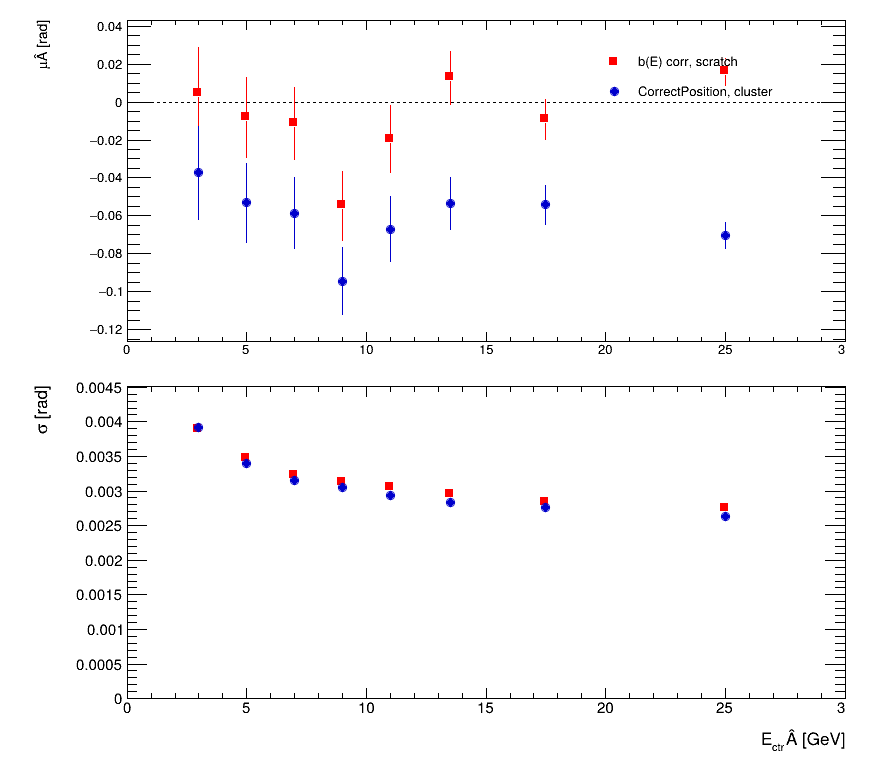 μÂ [rad]
0.04
0.02
0
−0.02
−0.04
−0.06
−0.08
−0.1
−0.12
b(E) corr, scratch
CorrectPosition, cluster
0 5 10 15 20 25 3
σ [rad]
0.0045
0.004
0.0035
0.003
0.0025
0.002
0.0015
0.001
0.0005
0
0 5 10 15 20 25 3
E_ctr Â [GeV]